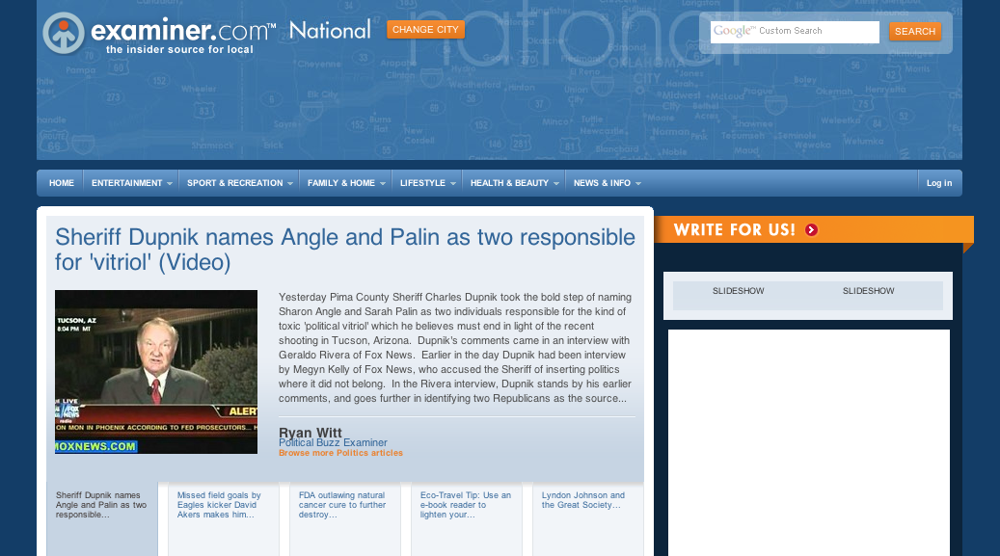 examiner.com™ National CHANGE CITY
Google™ Custom Search SEARCH
the insider source for local
HOME ENTERTAINMENT SPORT & RECREATION FAMILY & HOME LIFESTYLE HEALTH & BEAUTY NEWS & INFO Log in
Sheriff Dupnik names Angle and Palin as two responsible
for 'vitriol' (Video)
WRITE FOR US!
SLIDESHOW SLIDESHOW
TUCSON, AZ
8:04 PM MT
LIVE
FOX
NEWS
radio
ALERT
ON MON IN PHOENIX ACCORDING TO FED PROSECUTORS...
MOXNEWS.COM
Yesterday Pima County Sheriff Charles Dupnik took the bold step of naming
Sharon Angle and Sarah Palin as two individuals responsible for the kind of
toxic 'political vitriol' which he believes must end in light of the recent
shooting in Tucson, Arizona. Dupnik's comments came in an interview with
Geraldo Rivera of Fox News. Earlier in the day Dupnik had been interview
by Megyn Kelly of Fox News, who accused the Sheriff of inserting politics
where it did not belong. In the Rivera interview, Dupnik stands by his earlier
comments, and goes further in identifying two Republicans as the source...
Ryan Witt
Political Buzz Examiner
Browse more Politics articles
Sheriff Dupnik names
Angle and Palin as two
responsible...
Missed field goals by
Eagles kicker David
Akers makes him...
FDA outlawing natural
cancer cure to further
destroy...
Eco-Travel Tip: Use an
e-book reader to
lighten your...
Lyndon Johnson and
the Great Society...